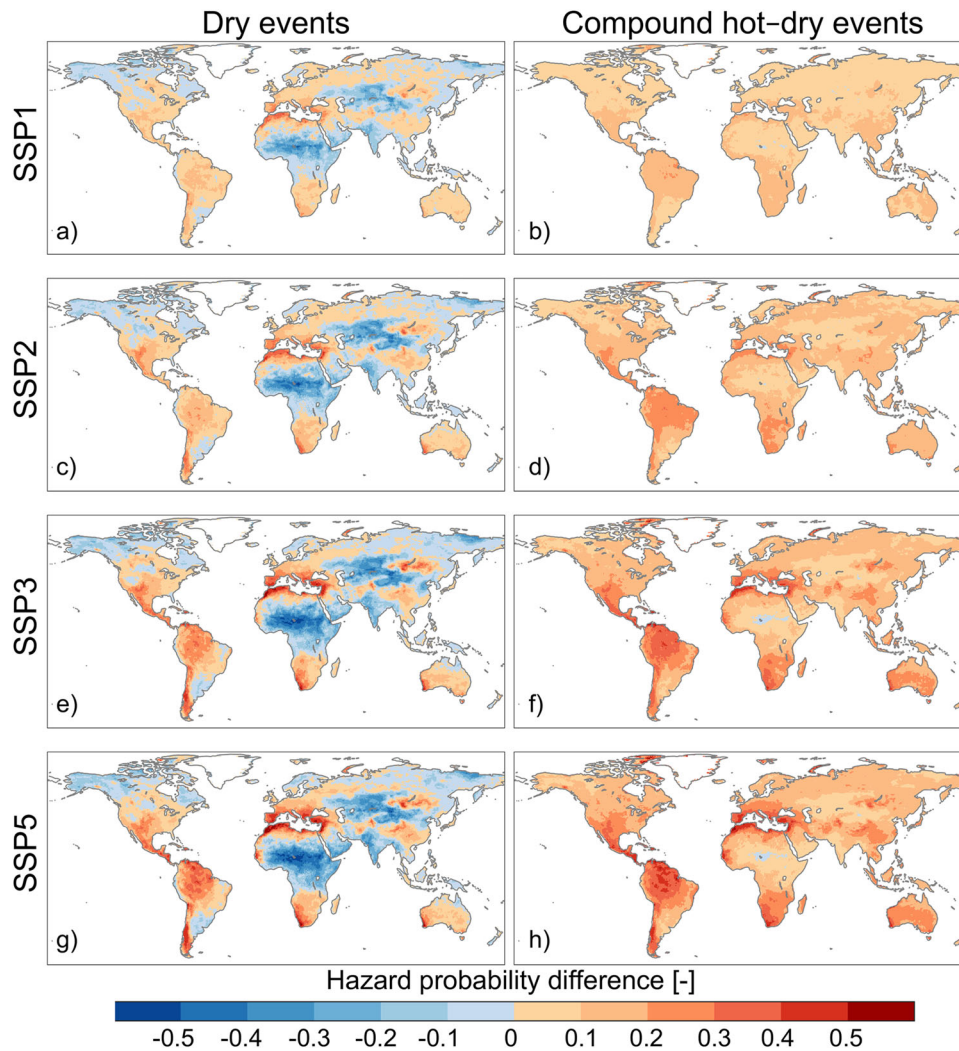 Dry events
Compound hot–dry events
SSP1
a)
b)
SSP2
c)
d)
SSP3
e)
f)
SSP5
g)
h)
Hazard probability difference [-]
-0.5 -0.4 -0.3 -0.2 -0.1 0 0.1 0.2 0.3 0.4 0.5